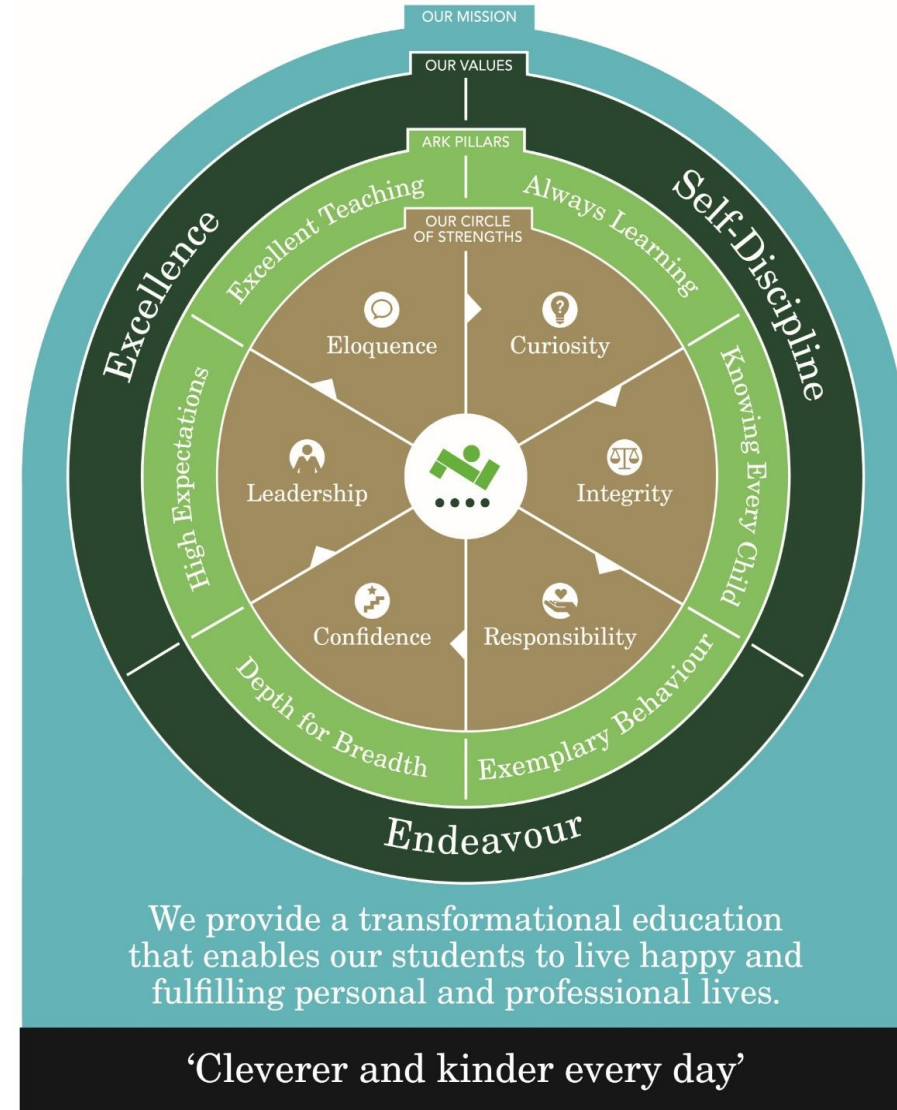 OUR MISSION
OUR VALUES
ARK PILLARS
OUR CIRCLE
OF STRENGTHS
Excellence
Self-Discipline
Endeavour
Excellent Teaching
Always Learning
Knowing Every Child
Exemplary Behaviour
Depth for Breadth
High Expectations
Eloquence
Curiosity
Leadership
Integrity
Confidence
Responsibility
We provide a transformational education
that enables our students to live happy and
fulfilling personal and professional lives.
‘Cleverer and kinder every day’